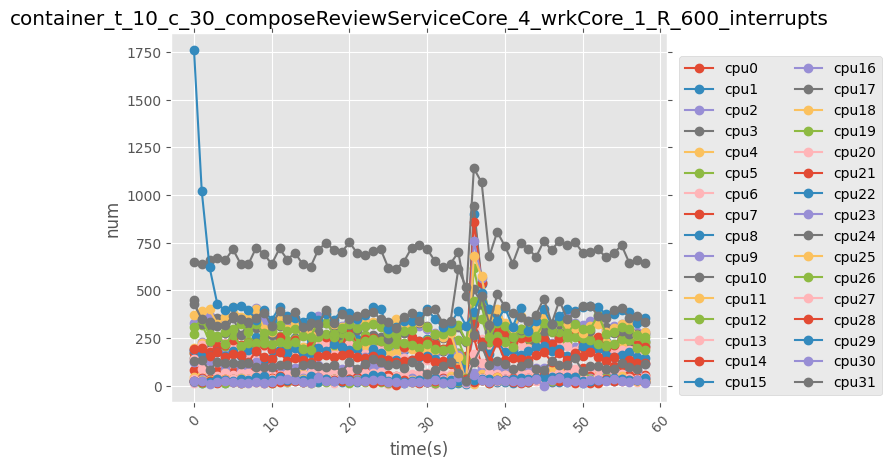 container_t_10_c_30_composeReviewServiceCore_4_wrkCore_1_R_600_interrupts
1750
1500
1250
1000
750
500
250
0
num
0
10
20
30
40
50
60
time(s)
cpu0
cpu1
cpu2
cpu3
cpu4
cpu5
cpu6
cpu7
cpu8
cpu9
cpu10
cpu11
cpu12
cpu13
cpu14
cpu15
cpu16
cpu17
cpu18
cpu19
cpu20
cpu21
cpu22
cpu23
cpu24
cpu25
cpu26
cpu27
cpu28
cpu29
cpu30
cpu31